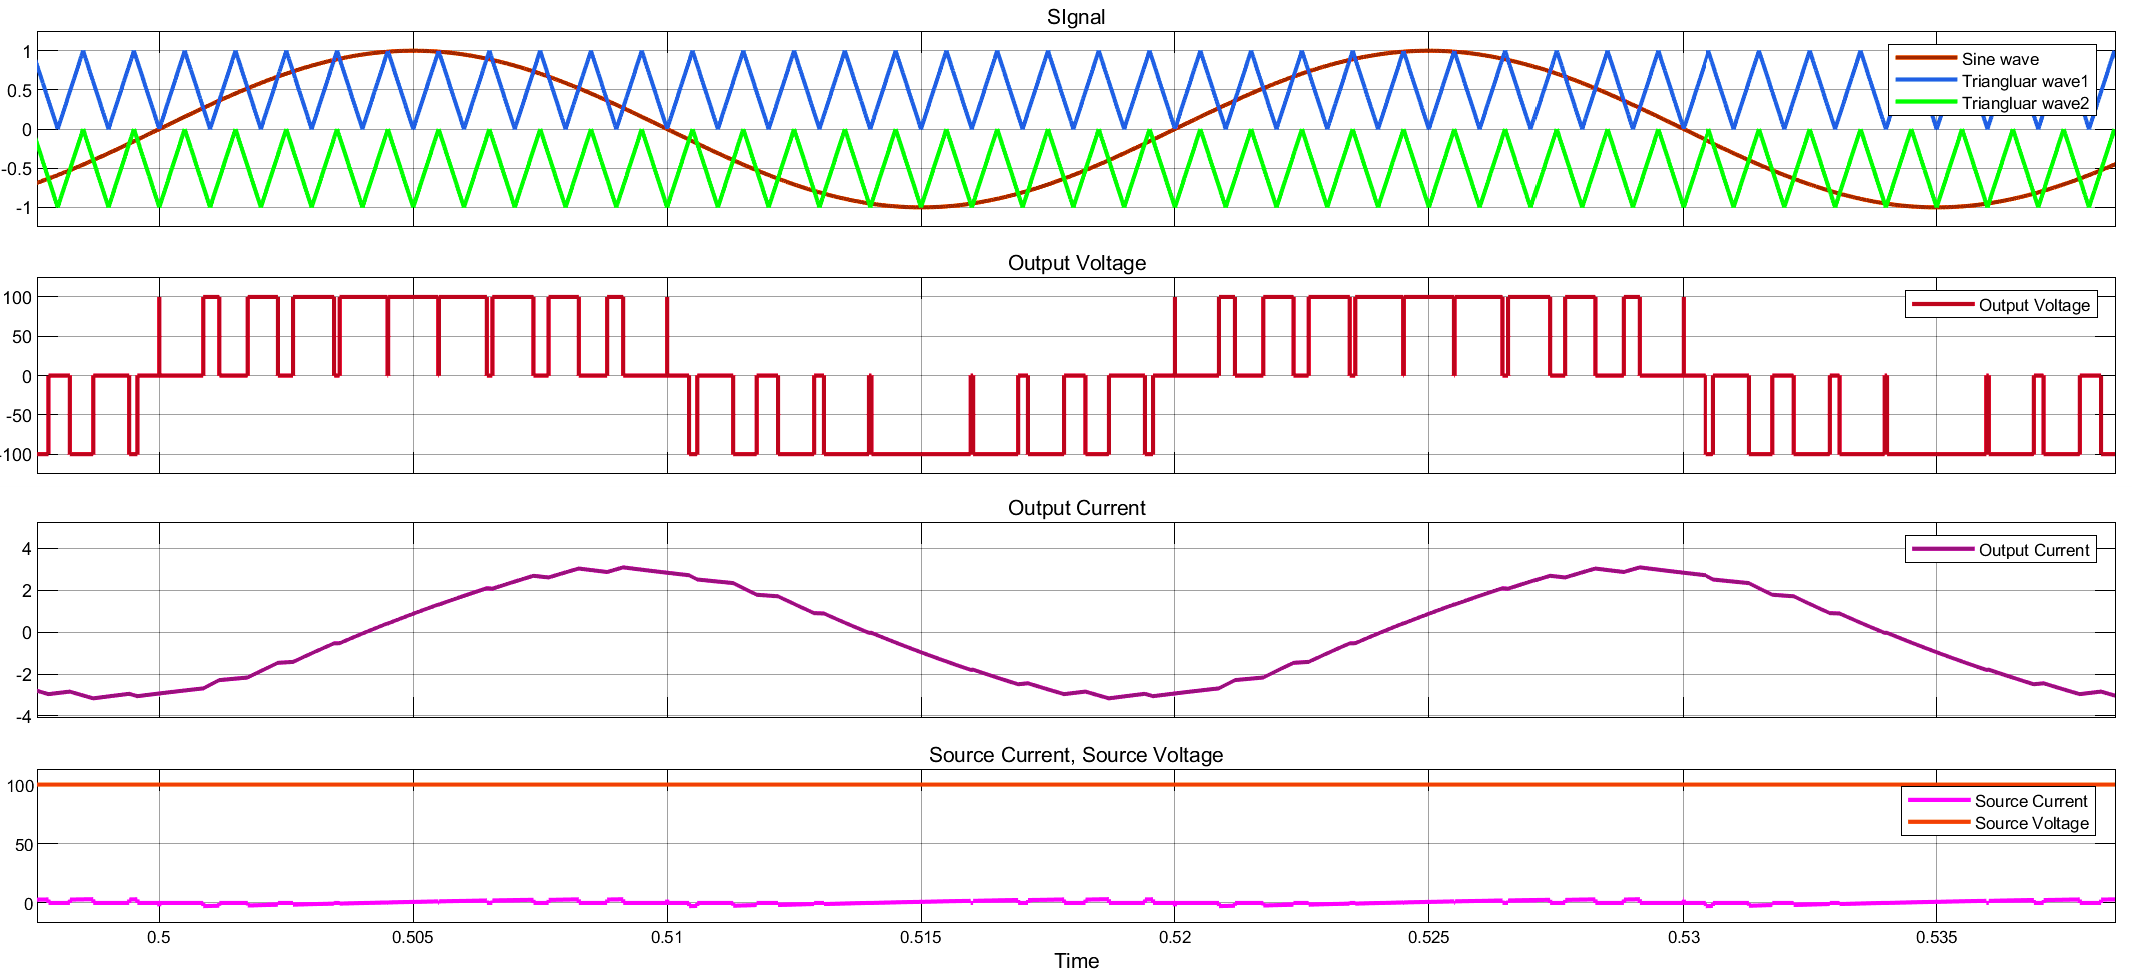 SIgnal
1
0.5
0
-0.5
-1
Sine wave
Triangluar wave1
Triangluar wave2
Output Voltage
100
50
0
-50
-100
Output Voltage
Output Current
4
2
0
-2
-4
Output Current
Source Current, Source Voltage
100
50
0
Source Current
Source Voltage
0.5 0.505 0.51 0.515 0.52 0.525 0.53 0.535
Time